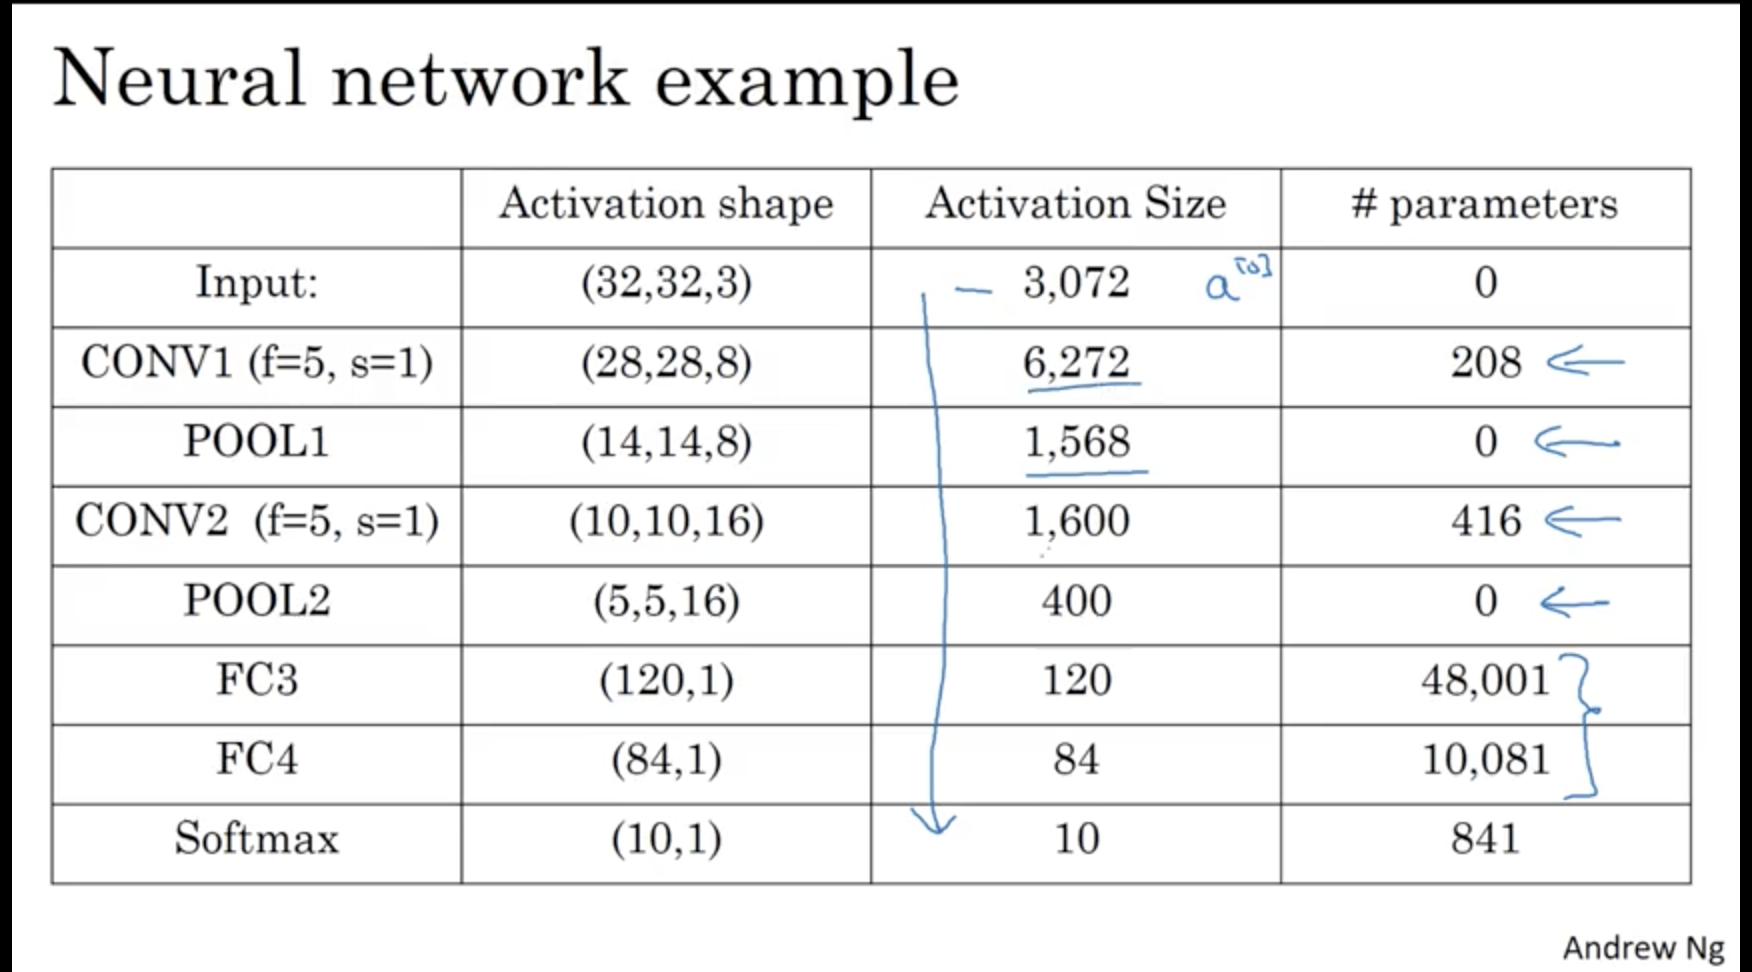 Neural network example
Activation shape Activation Size # parameters
Input: (32,32,3) — 3,072 a[0] 0
CONV1 (f=5, s=1) (28,28,8) 6,272 208 ←
POOL1 (14,14,8) 1,568 0 ←
CONV2 (f=5, s=1) (10,10,16) 1,600 416 ←
POOL2 (5,5,16) 400 0 ←
FC3 (120,1) 120 48,001
FC4 (84,1) 84 10,081
Softmax (10,1) 10 841
Andrew Ng